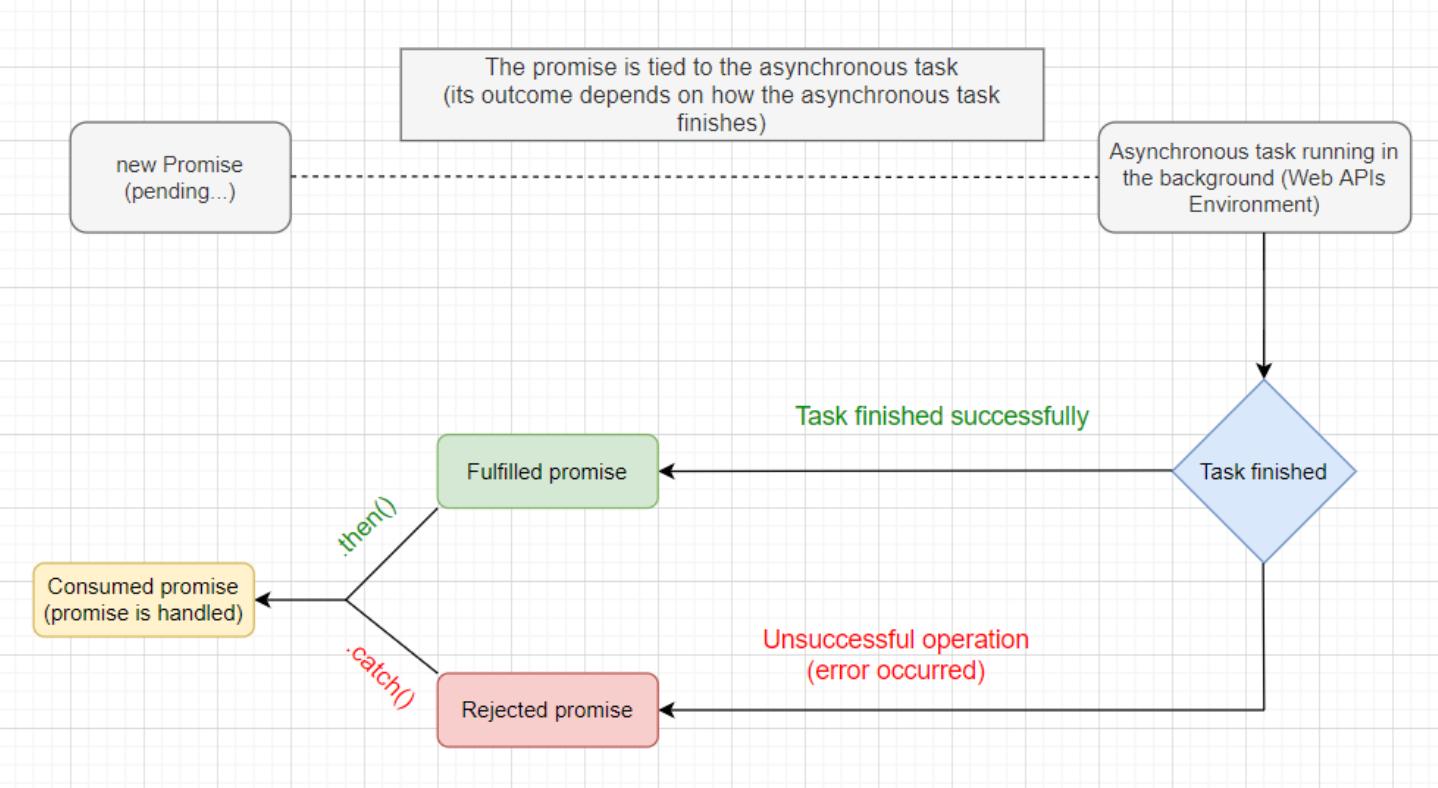 The promise is tied to the asynchronous task
(its outcome depends on how the asynchronous task
finishes)
new Promise
(pending...)
Asynchronous task running in
the background (Web APIs
Environment)
Task finished successfully
Fulfilled promise
Task finished
.then()
Consumed promise
(promise is handled)
Unsuccessful operation
(error occurred)
.catch()
Rejected promise